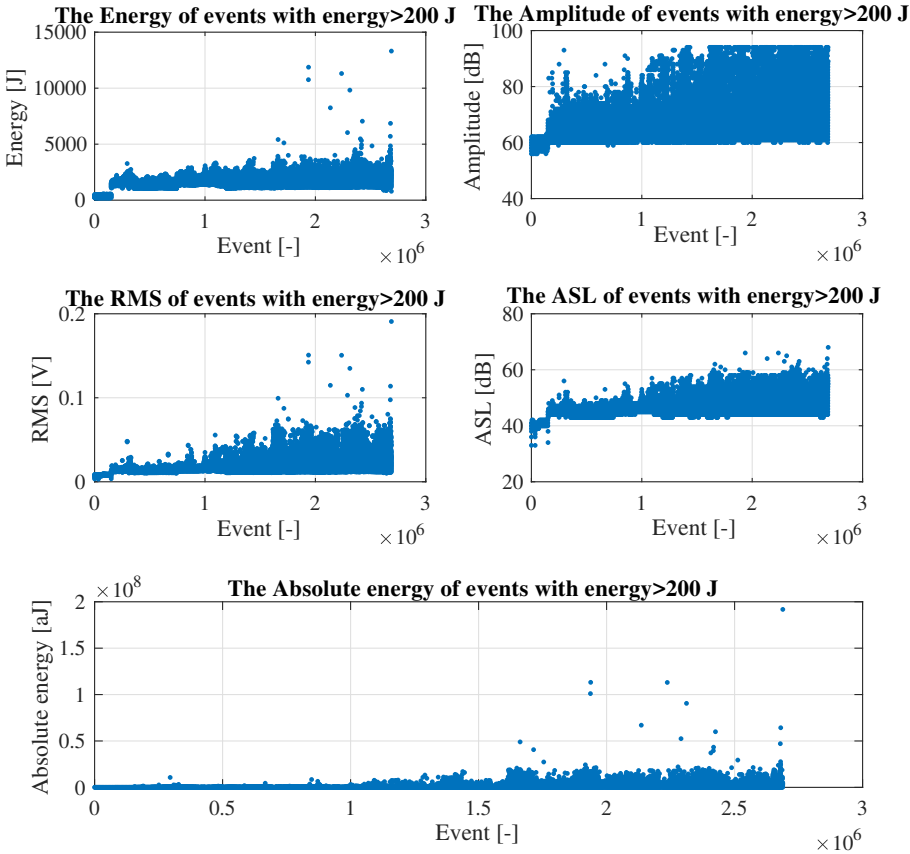 The Energy of events with energy>200 J
Energy [J]
15000
10000
5000
0
0 1 2 3
Event [-]
×10^6
The Amplitude of events with energy>200 J
Amplitude [dB]
100
80
60
40
0 1 2 3
Event [-]
×10^6
The RMS of events with energy>200 J
RMS [V]
0.2
0.1
0
0 1 2 3
Event [-]
×10^6
The ASL of events with energy>200 J
ASL [dB]
80
60
40
20
0 1 2 3
Event [-]
×10^6
The Absolute energy of events with energy>200 J
×10^8
Absolute energy [aJ]
2
1.5
1
0.5
0
0 0.5 1 1.5 2 2.5 3
Event [-]
×10^6